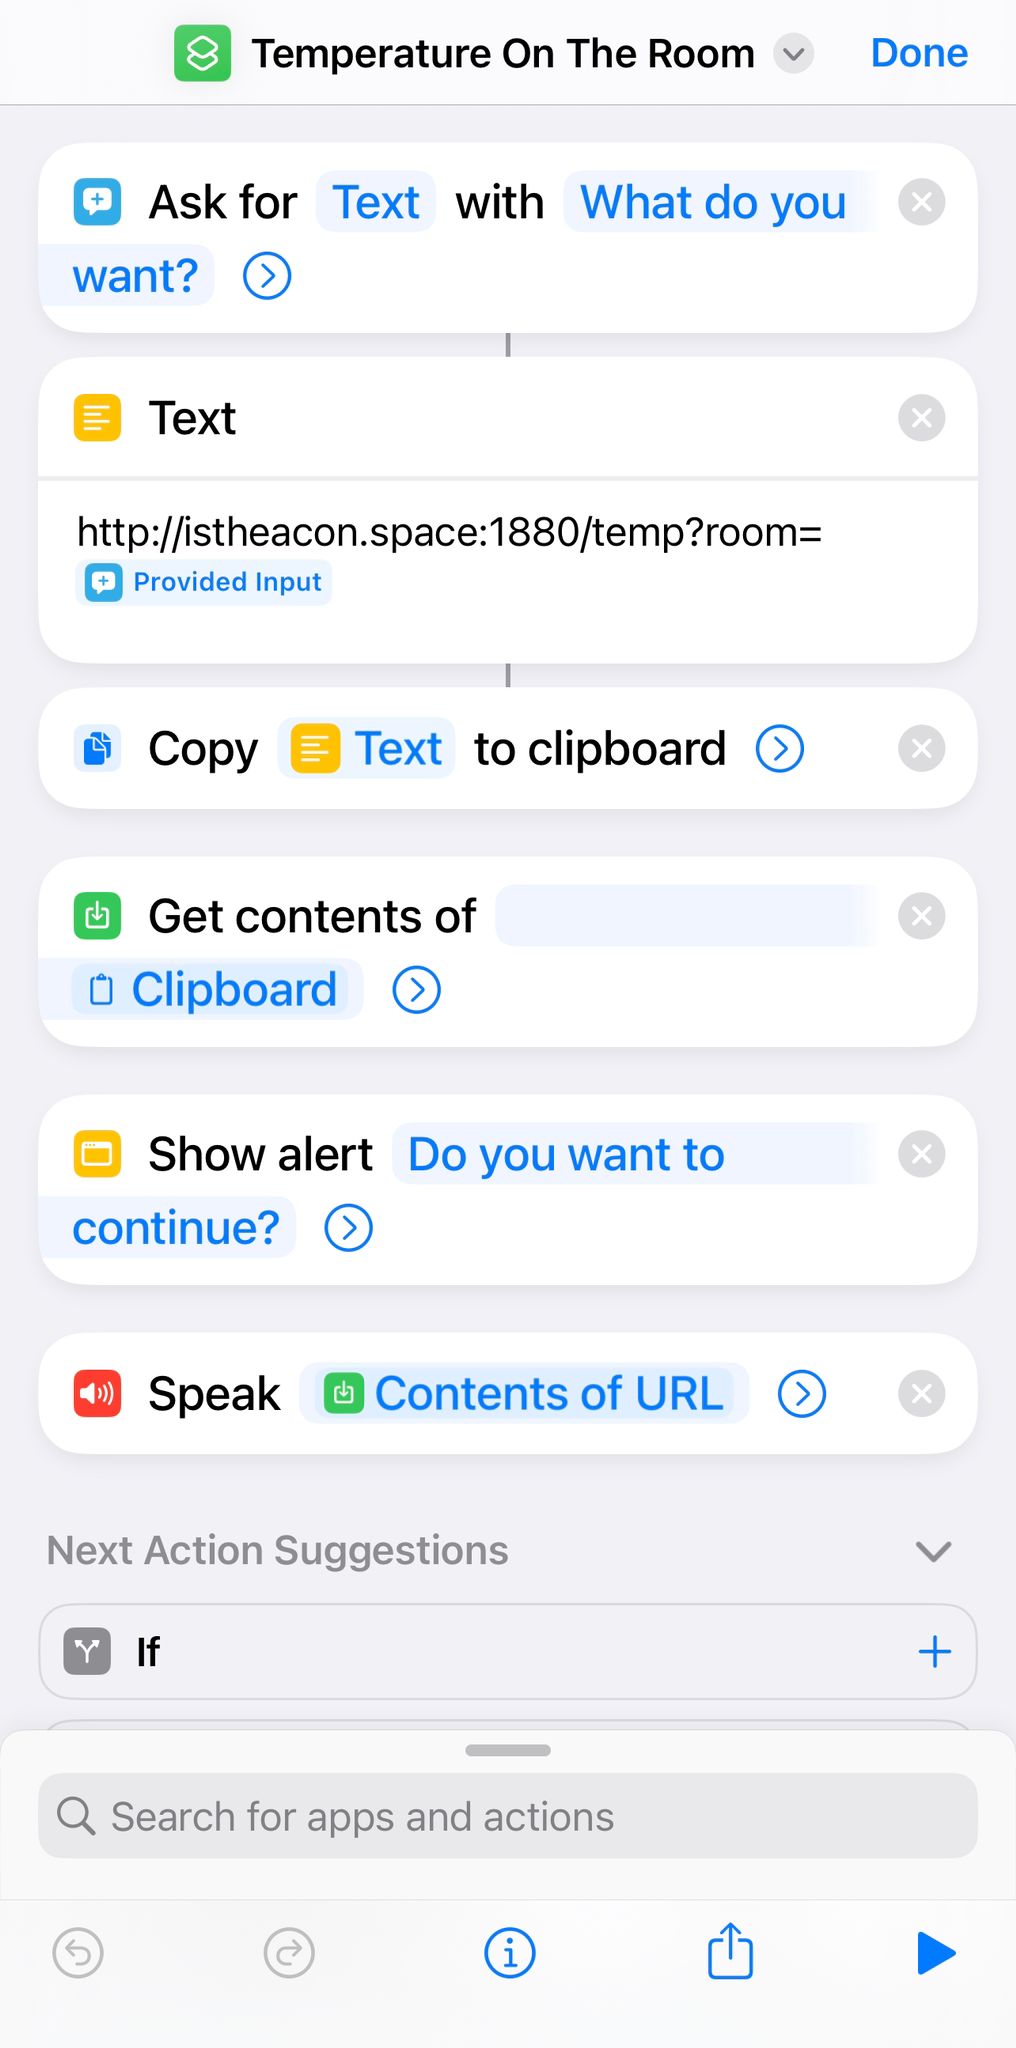 Temperature On The Room
Done
Ask for Text with What do you
want?
Text
http://istheacon.space:1880/temp?room=
Provided Input
Copy Text to clipboard
Get contents of
Clipboard
Show alert Do you want to
continue?
Speak Contents of URL
Next Action Suggestions
If
Search for apps and actions